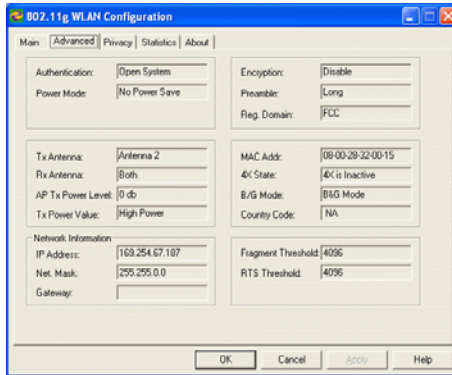 802.11g WLAN Configuration
Main Advanced Privacy Statistics About
Authentication: Open System
Power Mode: No Power Save
Encryption: Disable
Preamble: Long
Reg. Domain: FCC
Tx Antenna: Antenna 2
Rx Antenna: Both
AP Tx Power Level: 0 db
Tx Power Value: High Power
MAC Addr: 08-00-28-32-00-15
4X State: 4X is Inactive
B/G Mode: B&G Mode
Country Code: NA
Network Information
IP Address: 169.254.67.187
Net. Mask: 255.255.0.0
Gateway:
Fragment Threshold: 4096
RTS Threshold: 4096
OK Cancel Apply Help